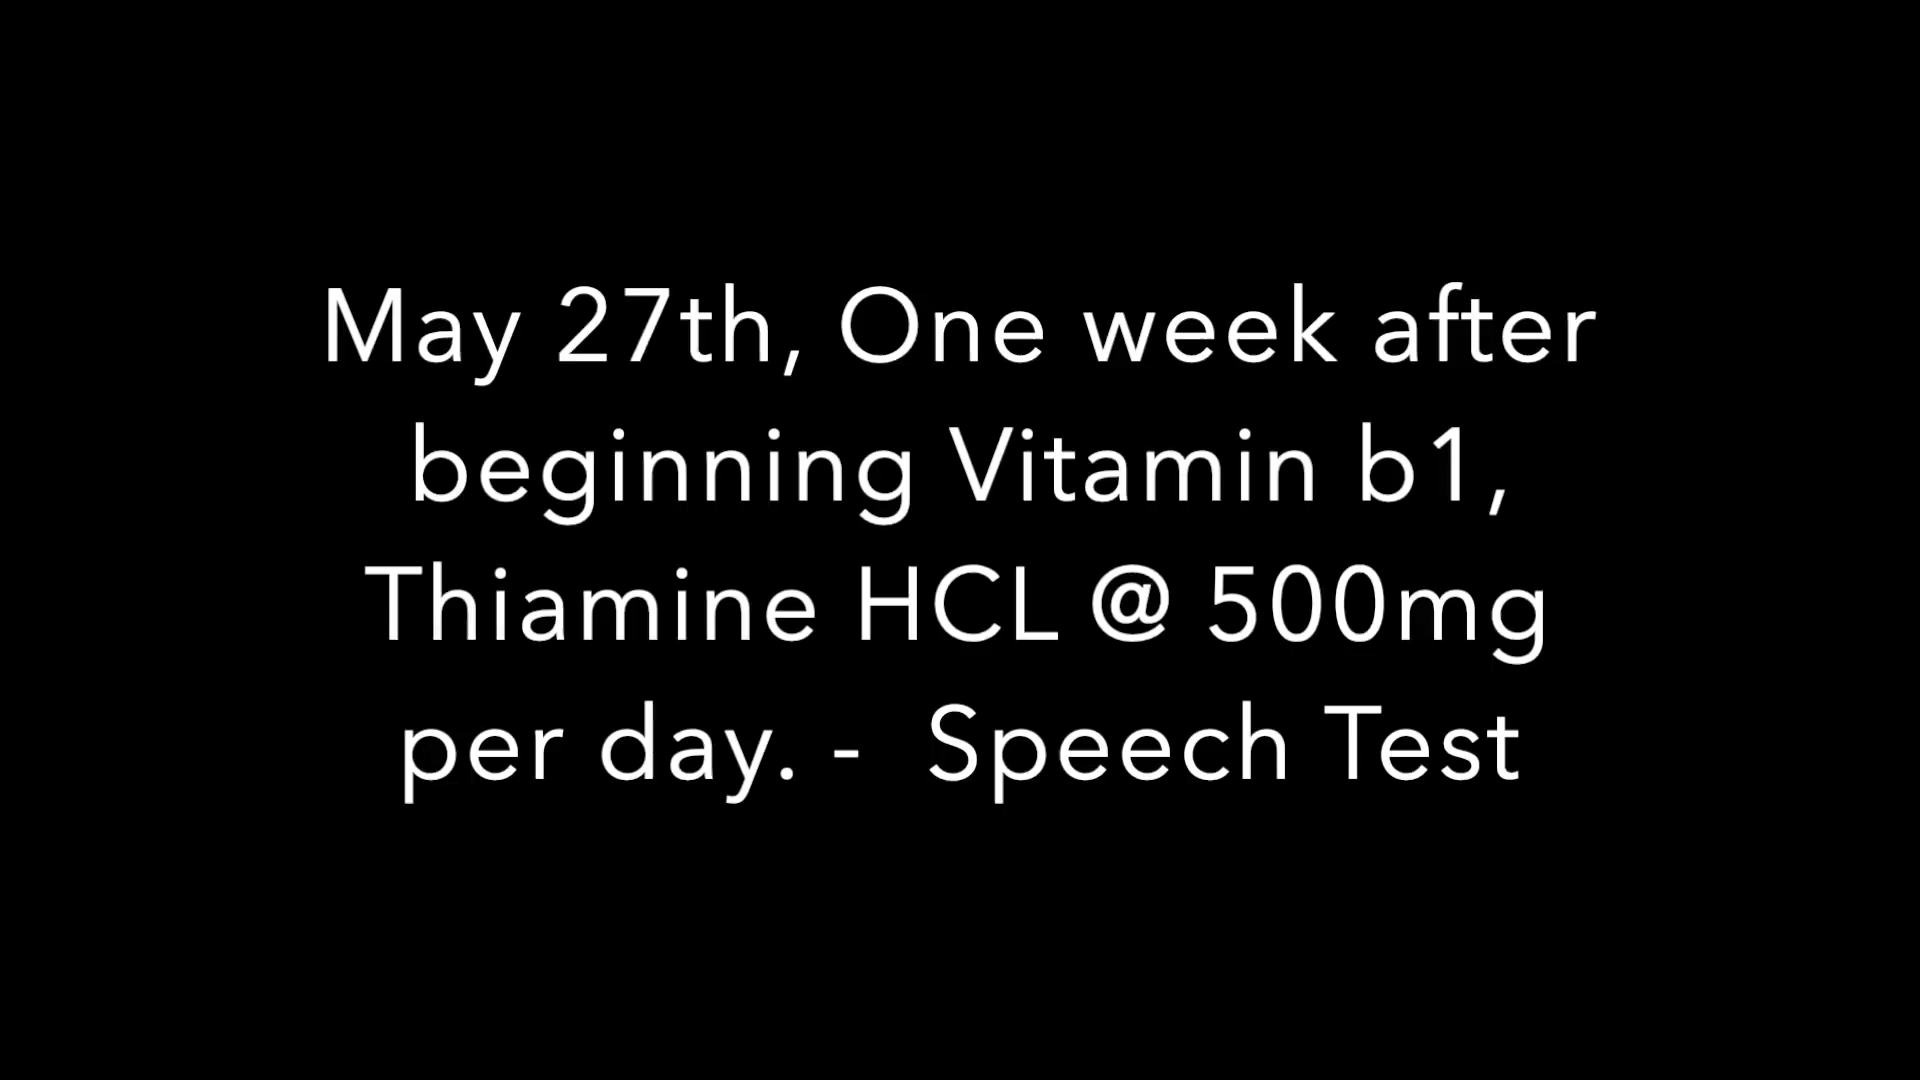 May 27th, One week after
beginning Vitamin b1,
Thiamine HCL @ 500mg
per day. -  Speech Test